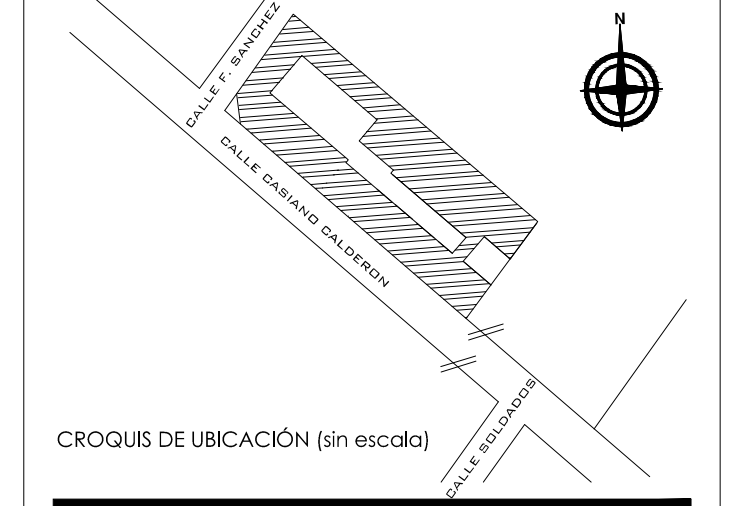 N
CALLE F. SANCHEZ
CALLE CASIANO CALDERON
CALLE SOLDADOS
CROQUIS DE UBICACIÓN (sin escala)